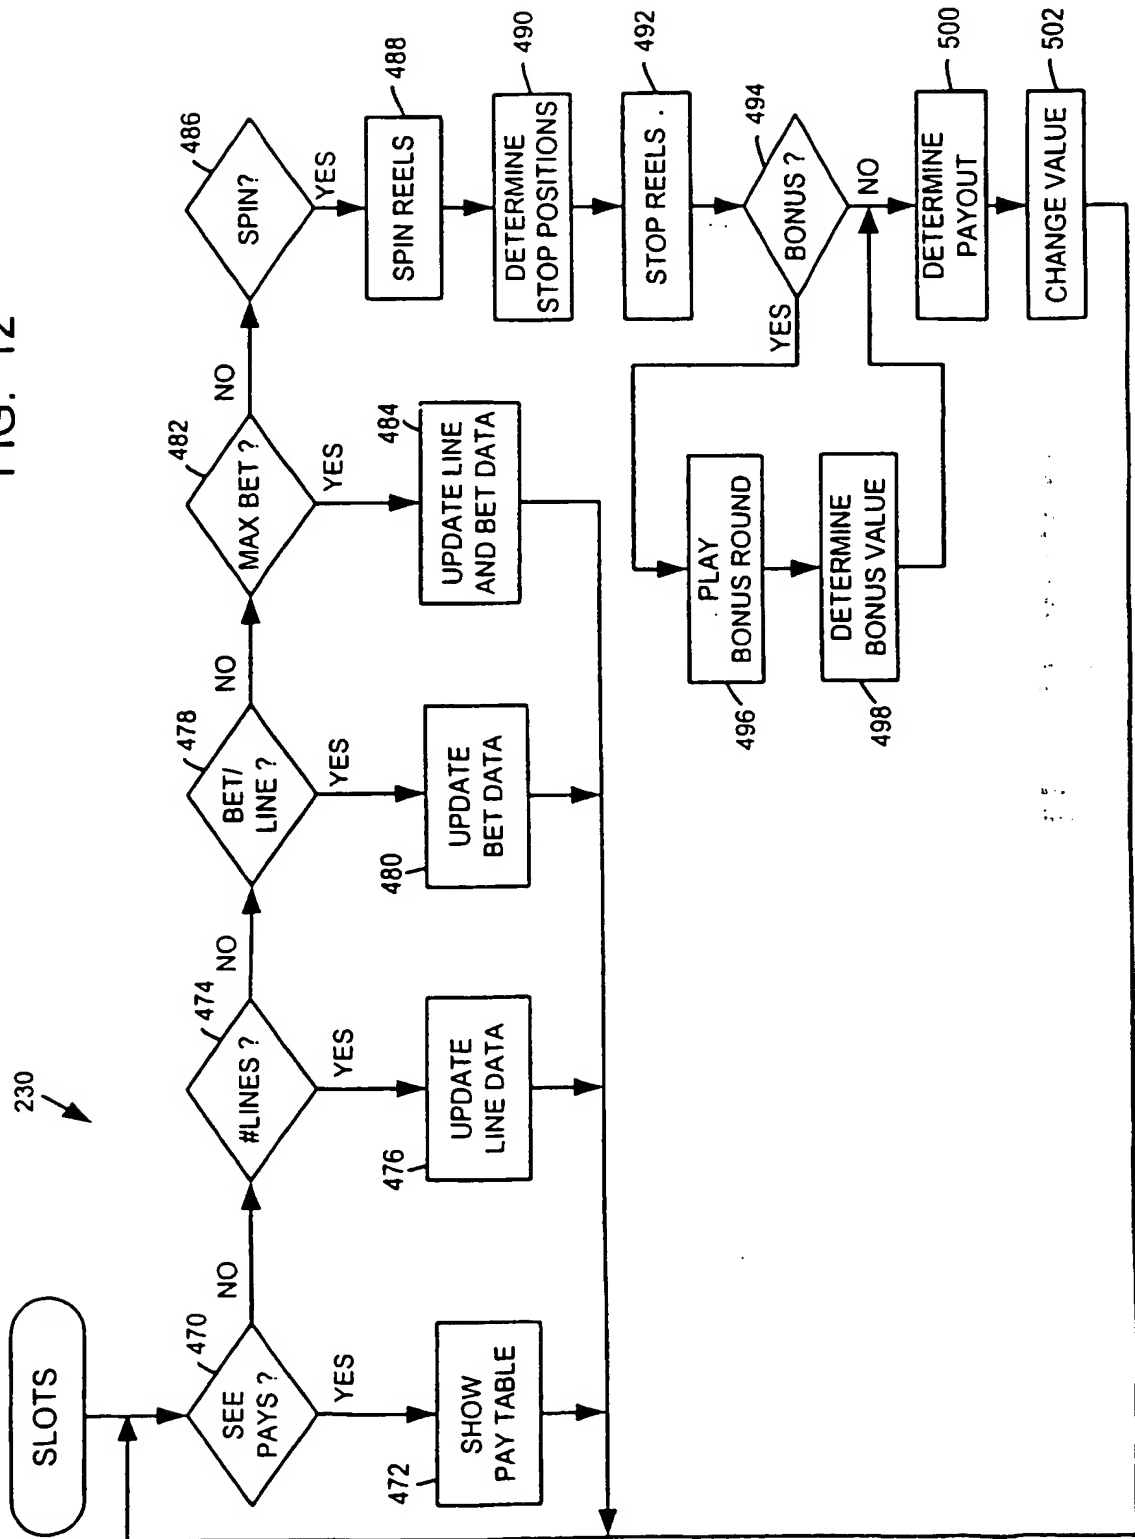 FIG. 12
230
SLOTS
470
SEE
PAYS ?
NO
YES
472
SHOW
PAY TABLE
474
#LINES ?
NO
YES
476
UPDATE
LINE DATA
478
BET/
LINE ?
NO
YES
480
UPDATE
BET DATA
482
MAX BET ?
NO
YES
484
UPDATE LINE
AND BET DATA
486
SPIN?
YES
488
SPIN REELS
490
DETERMINE
STOP POSITIONS
492
STOP REELS
494
BONUS ?
YES
NO
496
PLAY
BONUS ROUND
498
DETERMINE
BONUS VALUE
500
DETERMINE
PAYOUT
502
CHANGE VALUE